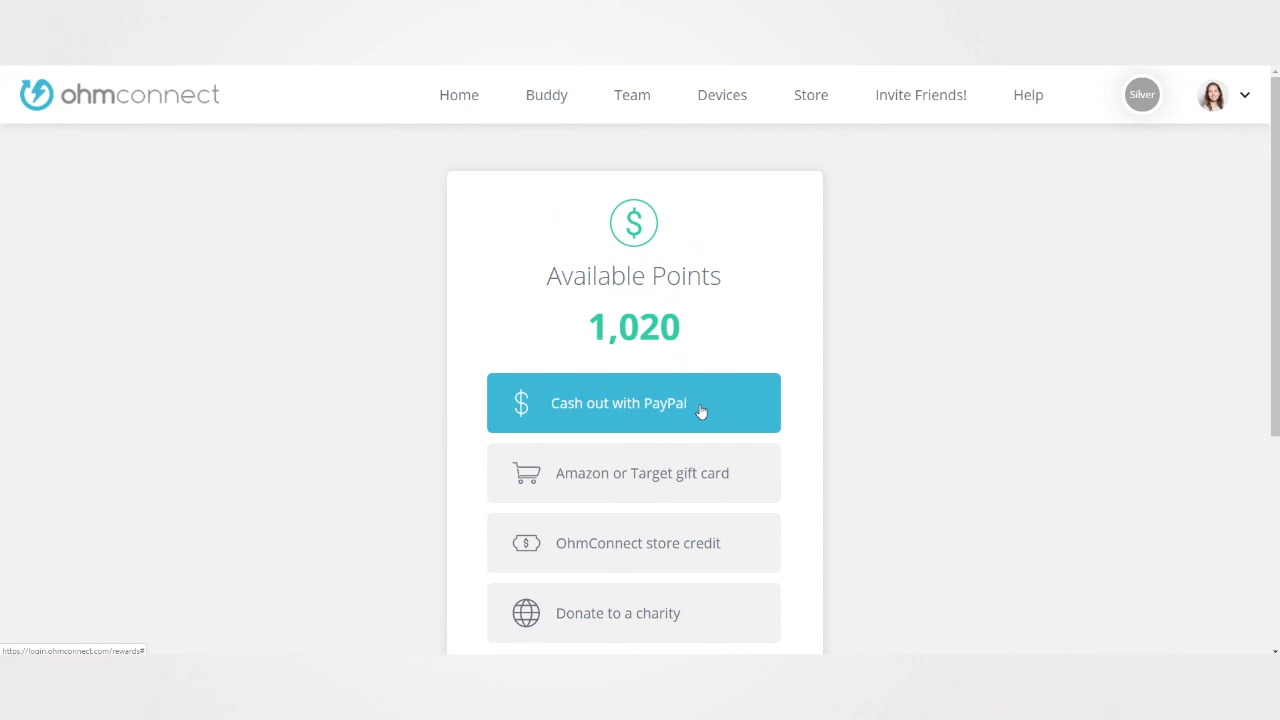 ohmconnect
Home
Buddy
Team
Devices
Store
Invite Friends!
Help
Silver
$
Available Points
1,020
$ Cash out with PayPal
Amazon or Target gift card
$ OhmConnect store credit
Donate to a charity
https://login.ohmconnect.com/rewards#